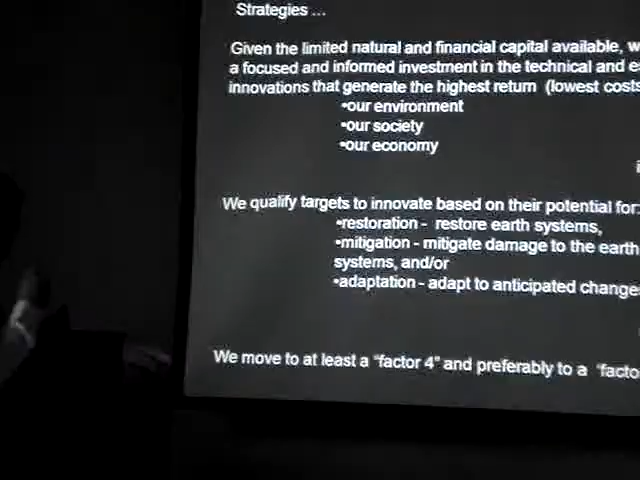 Strategies ...
Given the limited natural and financial capital available,
a focused and informed investment in the technical and
innovations that generate the highest return (lowest costs
•our environment
•our society
•our economy
We qualify targets to innovate based on their potential for:
•restoration - restore earth systems,
•mitigation - mitigate damage to the earth
systems, and/or
•adaptation - adapt to anticipated change
We move to at least a "factor 4" and preferably to a "facto